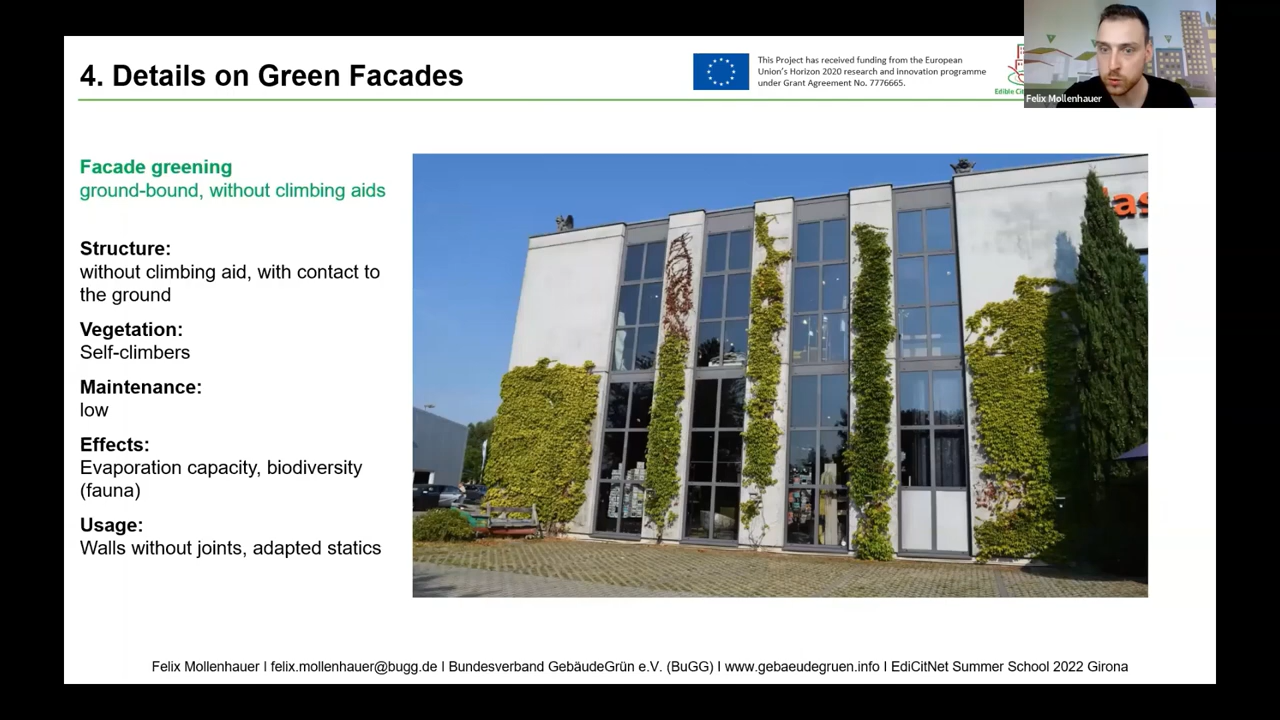 4. Details on Green Facades
This Project has received funding from the European
Union's Horizon 2020 research and innovation programme
under Grant Agreement No. 7776665.
Edible
Felix Mollenhauer
Facade greening
ground-bound, without climbing aids
Structure:
without climbing aid, with contact to
the ground
Vegetation:
Self-climbers
Maintenance:
low
Effects:
Evaporation capacity, biodiversity
(fauna)
Usage:
Walls without joints, adapted statics
Felix Mollenhauer I felix.mollenhauer@bugg.de I Bundesverband GebäudeGrün e.V. (BuGG) I www.gebaeudegruen.info I EdiCitNet Summer School 2022 Girona